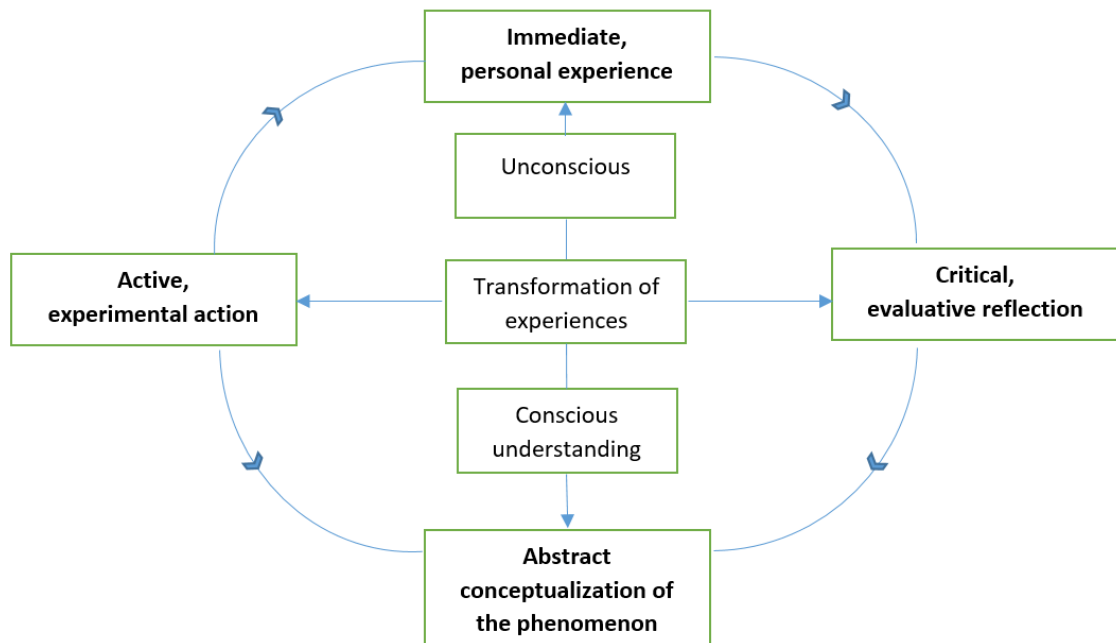 Immediate,
personal experience
Unconscious
Active,
experimental action
Transformation of
experiences
Critical,
evaluative reflection
Conscious
understanding
Abstract
conceptualization of
the phenomenon